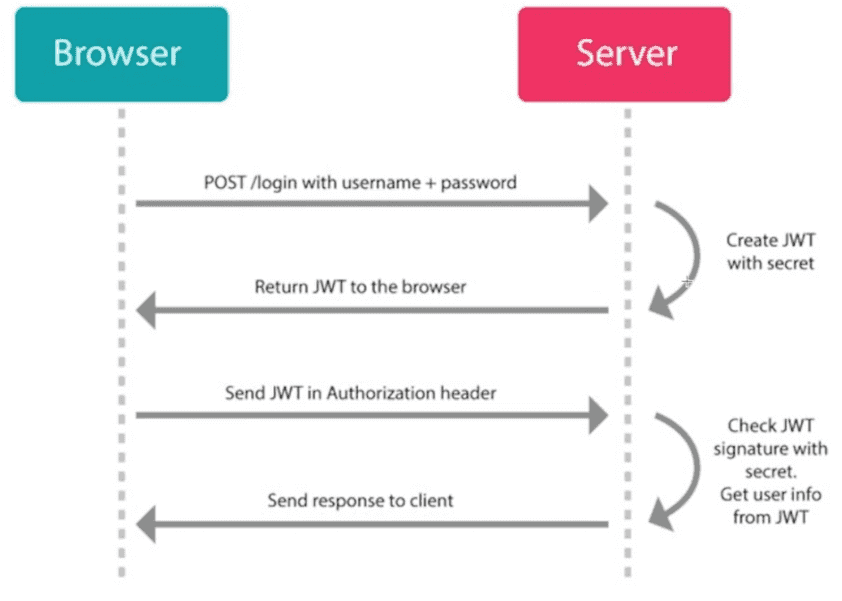 Browser
Server
POST /login with username + password
Create JWT
with secret
Return JWT to the browser
Send JWT in Authorization header
Check JWT
signature with
secret.
Get user info
from JWT
Send response to client